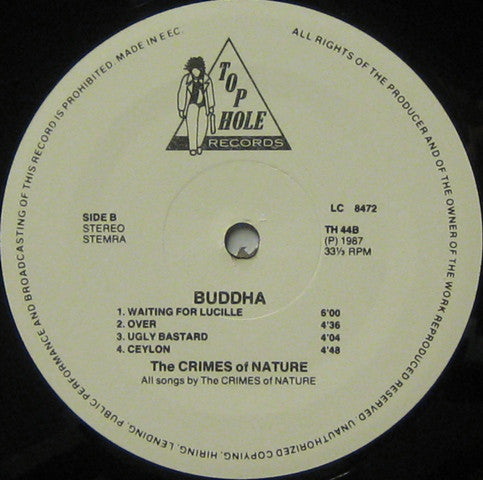 TOP
HOLE
RECORDS
SIDE B
STEREO
STEMRA
LC 8472
TH 44B
(P) 1987
33⅓ RPM
BUDDHA
1. WAITING FOR LUCILLE 6'00
2. OVER 4'36
3. UGLY BASTARD 4'04
4. CEYLON 4'48
The CRIMES of NATURE
All songs by The CRIMES of NATURE
ALL RIGHTS OF THE PRODUCER AND OF THE OWNER OF THE WORK REPRODUCED RESERVED. UNAUTHORIZED COPYING, HIRING, LENDING, PUBLIC PERFORMANCE AND BROADCASTING OF THIS RECORD IS PROHIBITED. MADE IN EEC.